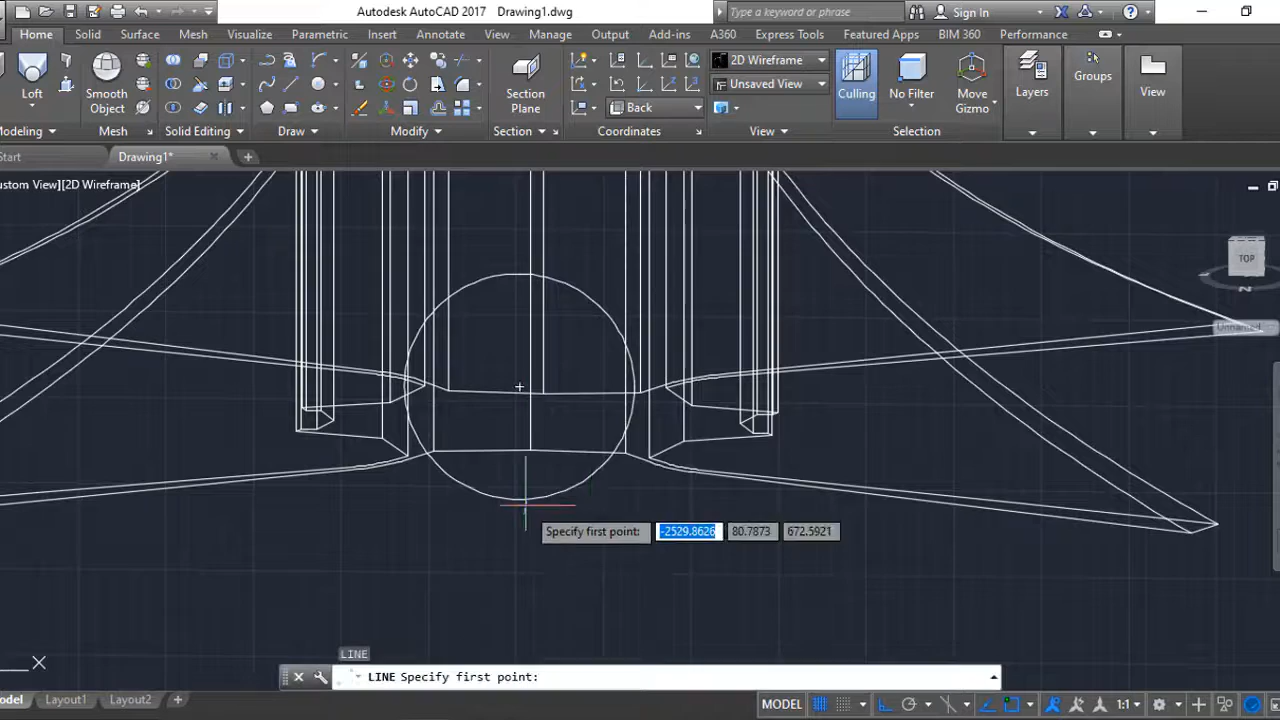 Autodesk AutoCAD 2017 Drawing1.dwg
Type a keyword or phrase
Sign In
Home Solid Surface Mesh Visualize Parametric Insert Annotate View Manage Output Add-ins A360 Express Tools Featured Apps BIM 360 Performance
Loft
Smooth Object
Section Plane
Back
2D Wireframe
Unsaved View
Culling
No Filter
Move Gizmo
Layers
Groups
View
odeling Mesh Solid Editing Draw Modify Section Coordinates View Selection
Start Drawing1*
ustom View][2D Wireframe]
TOP
N
Unnamed
Specify first point: -2529.8626 80.7873 672.5921
LINE
LINE Specify first point:
odel Layout1 Layout2
MODEL
1:1